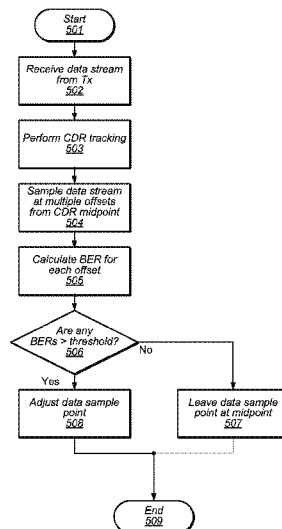 Start
501
Receive data stream
from Tx
502
Perform CDR tracking
503
Sample data stream
at multiple offsets
from CDR midpoint
504
Calculate BER for
each offset
505
Are any
BERs > threshold?
506
Yes
No
Adjust data sample
point
508
Leave data sample
point at midpoint
507
End
509